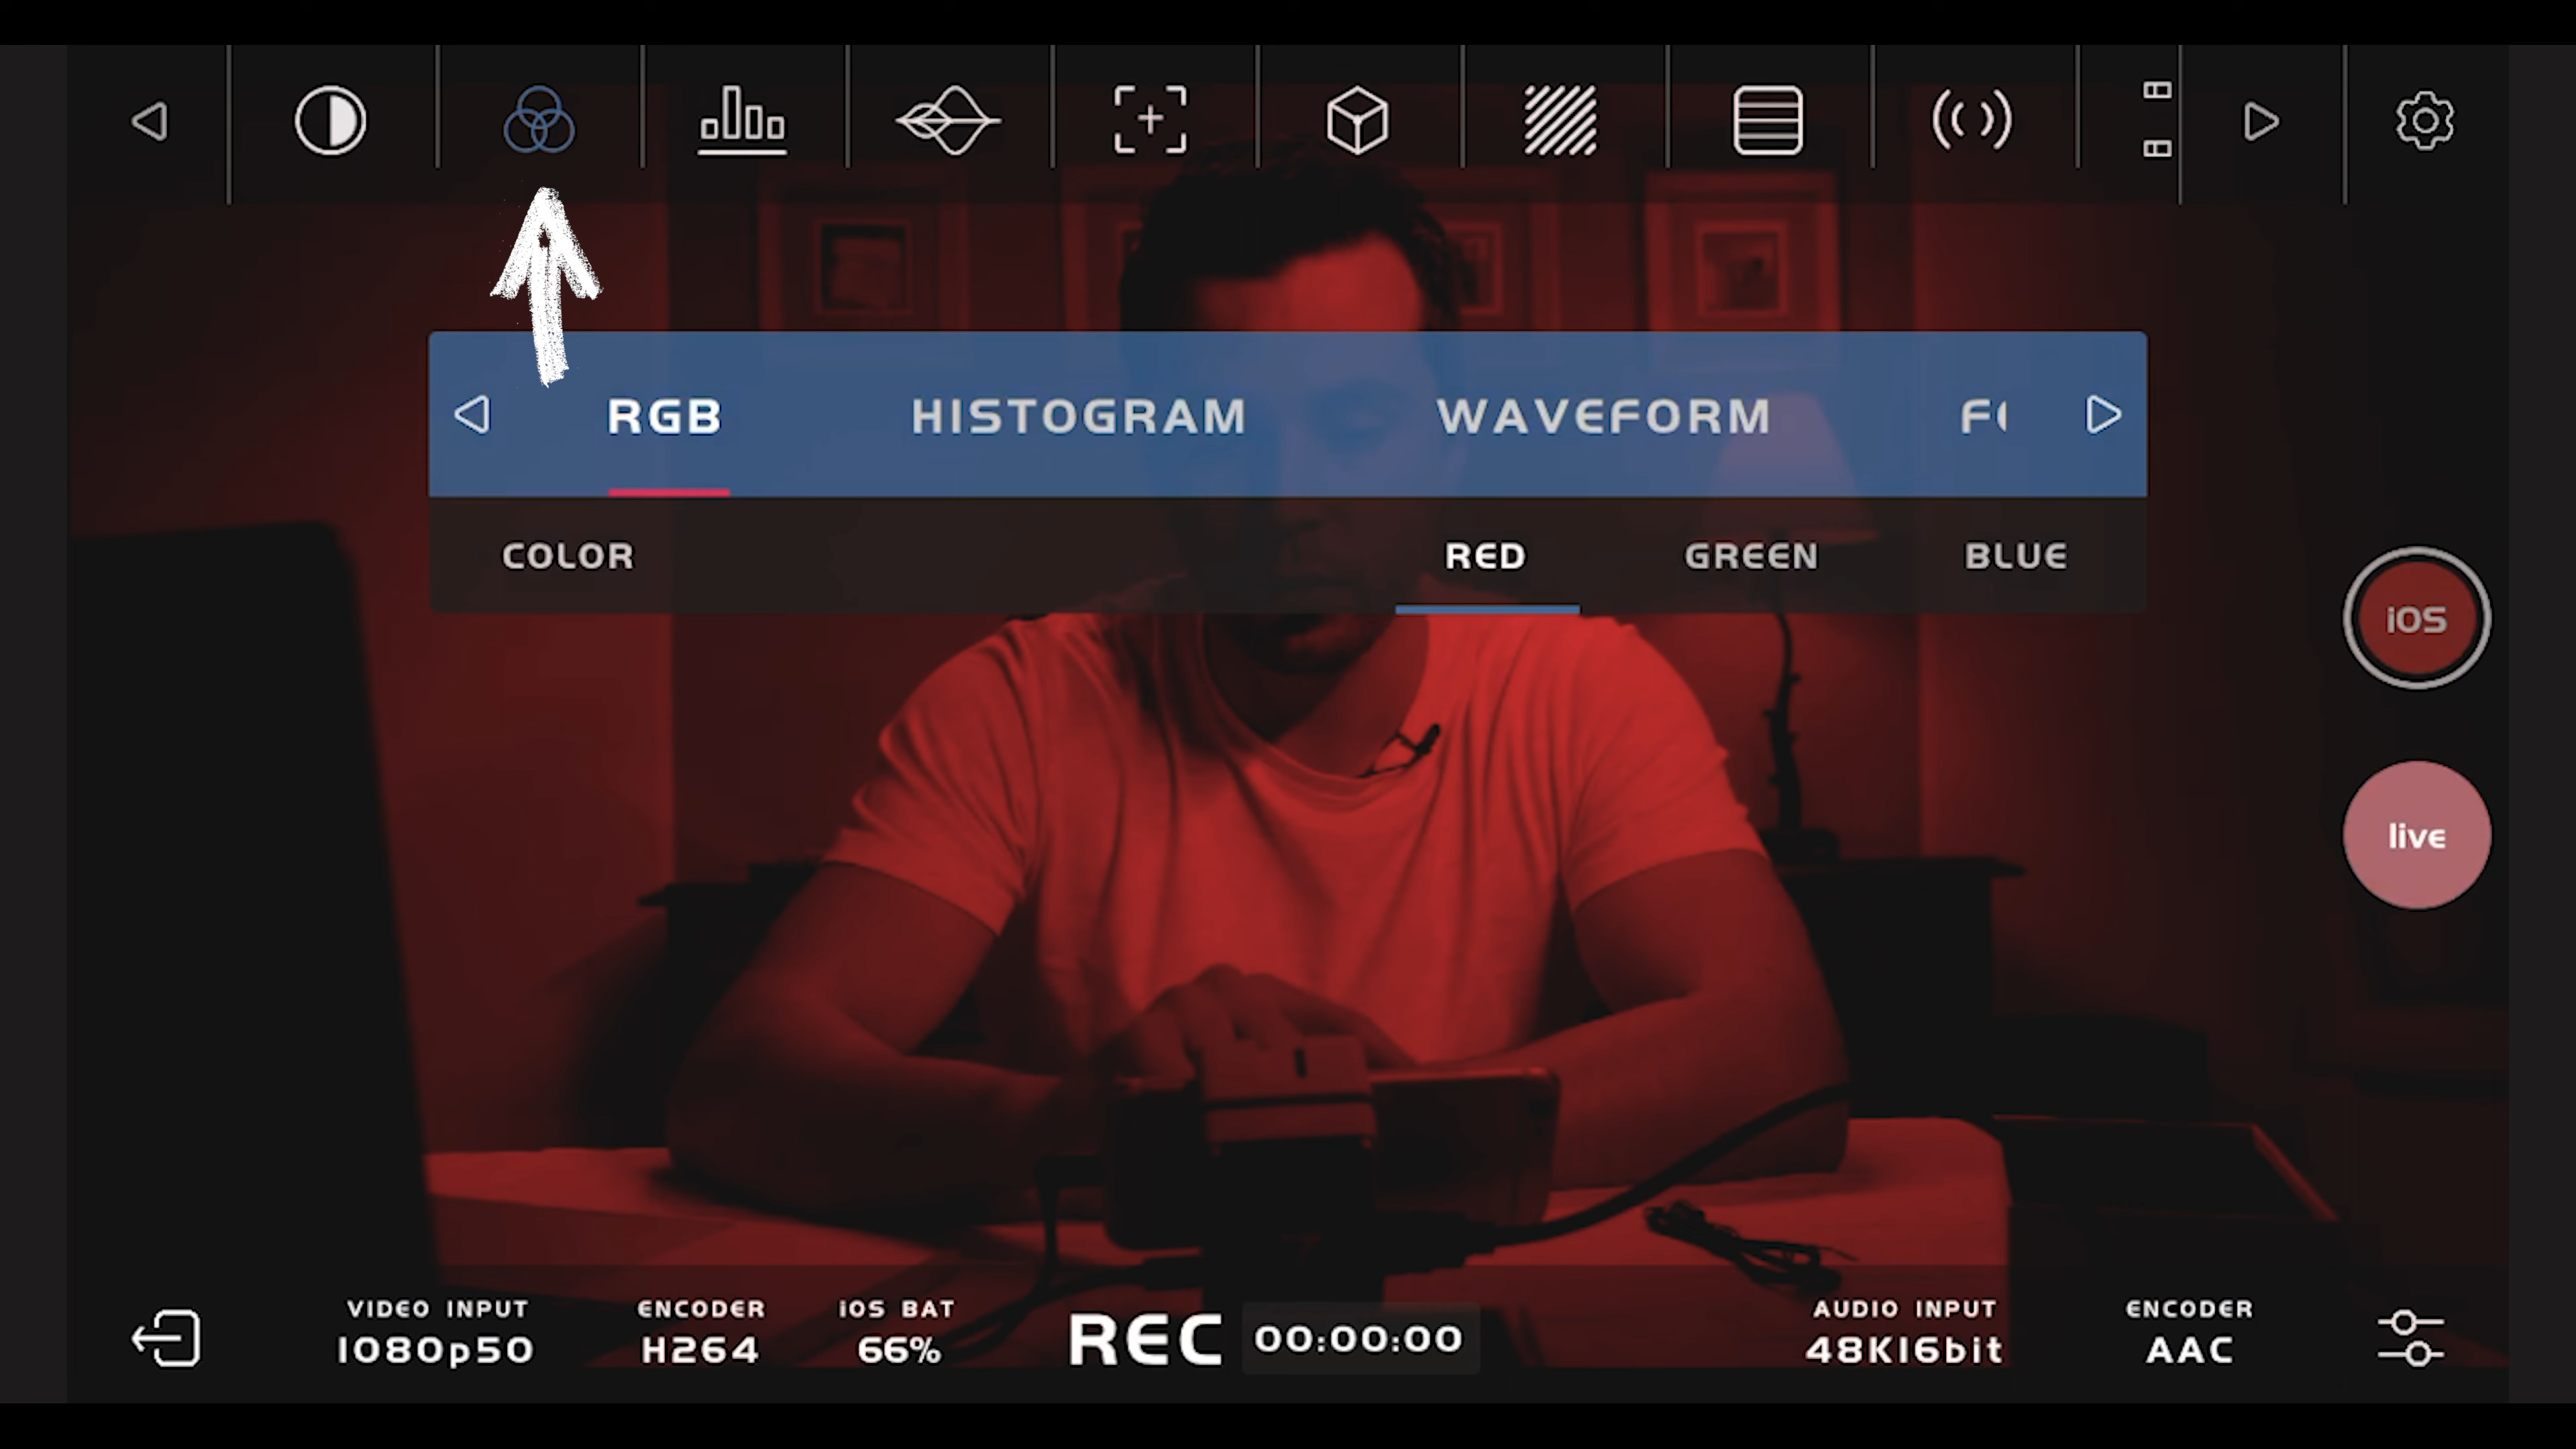 RGB HISTOGRAM WAVEFORM
COLOR RED GREEN BLUE
iOS
live
VIDEO INPUT ENCODER iOS BAT AUDIO INPUT ENCODER
1080p50 H264 66% REC 00:00:00 48K16bit AAC